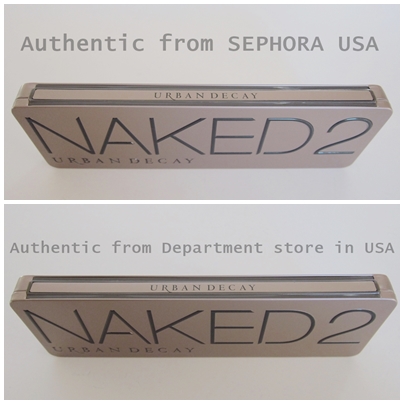 Authentic from SEPHORA USA
URBAN DECAY
NAKED2
URBAN DECAY
Authentic from Department store in USA
URBAN DECAY
NAKED2
URBAN DECAY